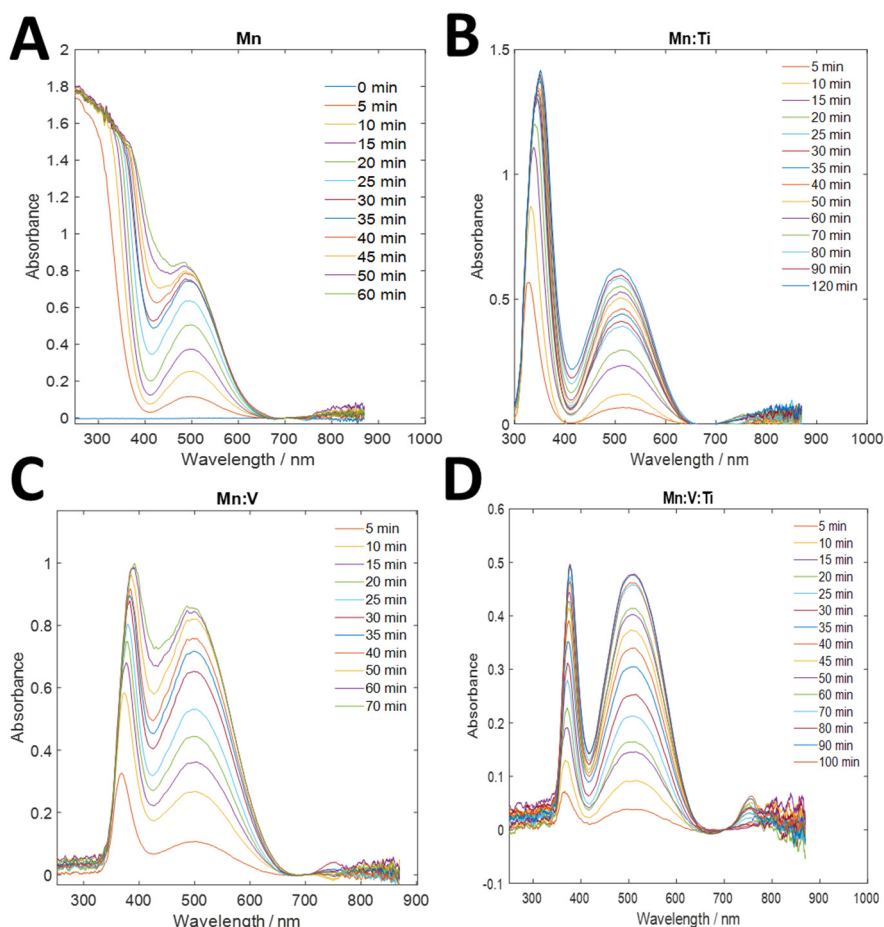 A
Mn
2
1.8
1.6
1.4
1.2
1
0.8
0.6
0.4
0.2
0
Absorbance
300 400 500 600 700 800 900 1000
Wavelength / nm
0 min
5 min
10 min
15 min
20 min
25 min
30 min
35 min
40 min
45 min
50 min
60 min
B
Mn:Ti
1.5
1
0.5
0
Absorbance
300 400 500 600 700 800 900 1000
Wavelength / nm
5 min
10 min
15 min
20 min
25 min
30 min
35 min
40 min
50 min
60 min
70 min
80 min
90 min
120 min
C
Mn:V
1
0.8
0.6
0.4
0.2
0
Absorbance
300 400 500 600 700 800 900
Wavelength / nm
5 min
10 min
15 min
20 min
25 min
30 min
35 min
40 min
50 min
60 min
70 min
D
Mn:V:Ti
0.6
0.5
0.4
0.3
0.2
0.1
0
-0.1
Absorbance
300 400 500 600 700 800 900 1000
Wavelength / nm
5 min
10 min
15 min
20 min
25 min
30 min
35 min
40 min
45 min
50 min
60 min
70 min
80 min
90 min
100 min